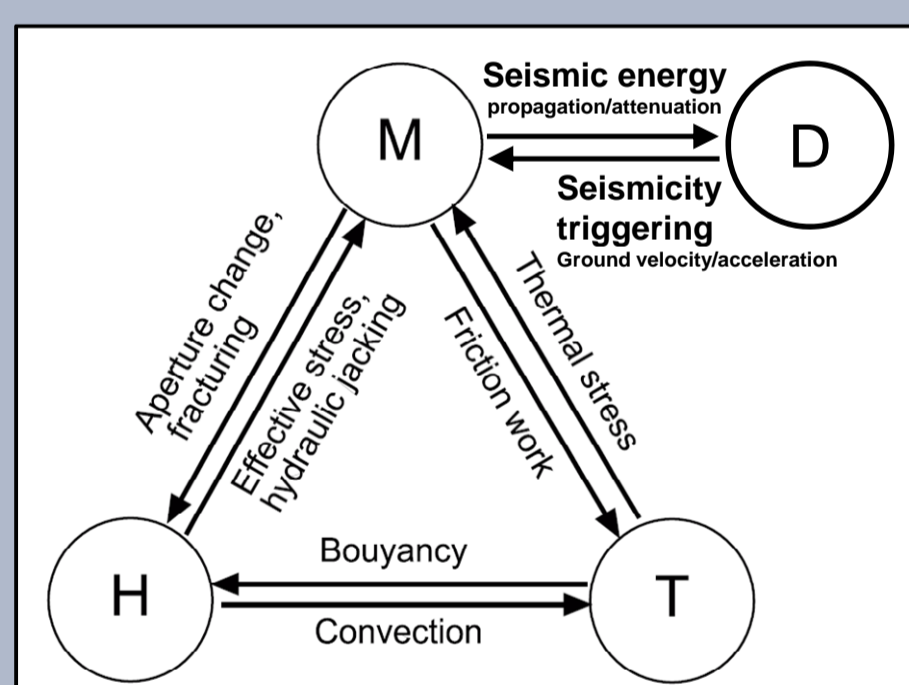 M
Seismic energy
propagation/attenuation
D
Seismicity
triggering
Ground velocity/acceleration
Aperture change,
fracturing
Effective stress,
hydraulic jacking
Friction work
Thermal stress
H
Bouyancy
Convection
T